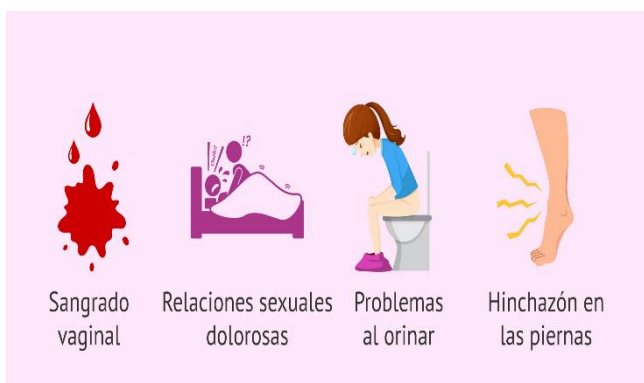 Sangrado
vaginal
Relaciones sexuales
dolorosas
Problemas
al orinar
Hinchazón en
las piernas
!?